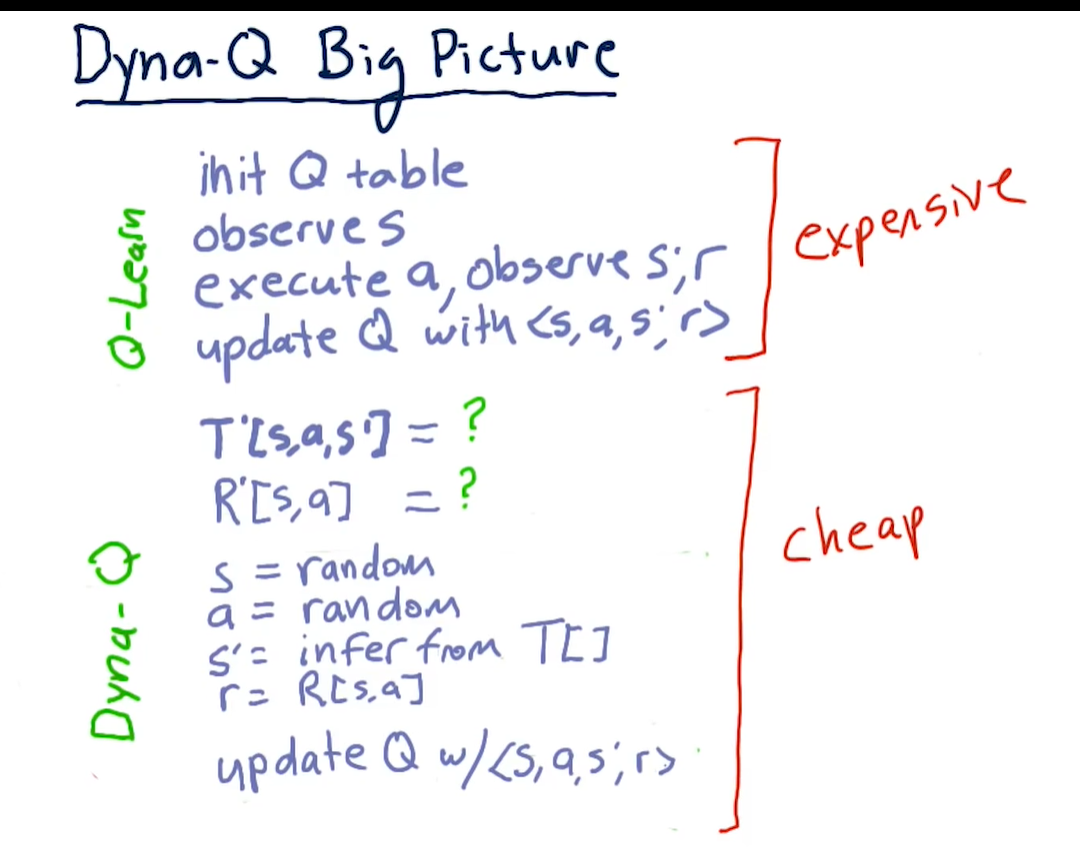 Dyna-Q Big Picture
Q-Learn
init Q table
observe s
execute a, observe s', r
update Q with <s, a, s', r>
expensive
Dyna-Q
T'[s,a,s'] = ?
R'[s,a] = ?
s = random
a = random
s' = infer from T[]
r = R[s,a]
update Q w/<s, a, s', r>
cheap